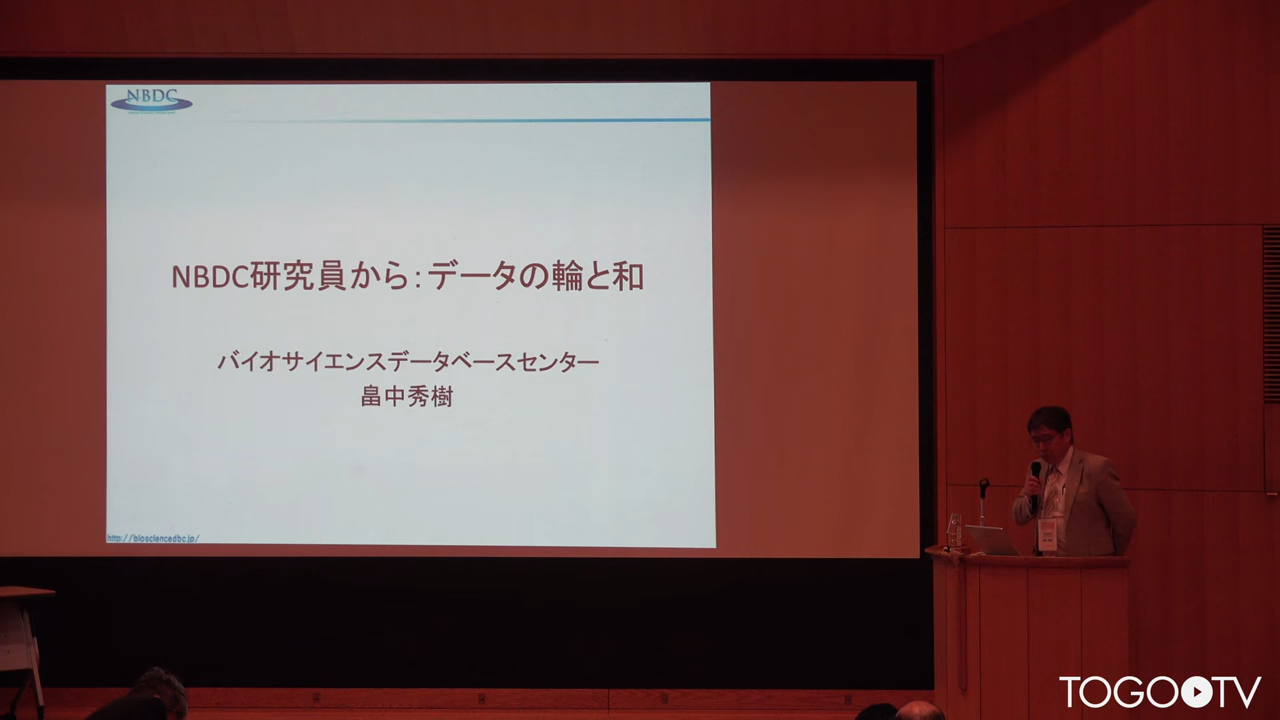 NBDC
NBDC研究員から：データの輪と和
バイオサイエンスデータベースセンター
畠中秀樹
http://biosciencedbc.jp/
TOGOTV